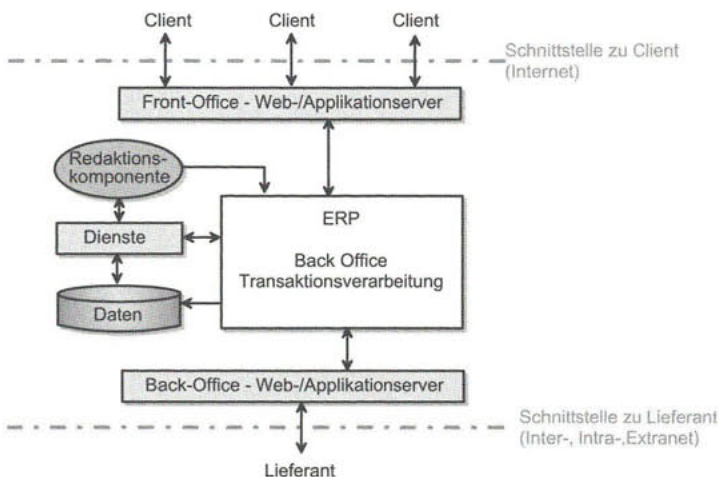 Client
Client
Client
Schnittstelle zu Client
(Internet)
Front-Office - Web-/Applikationserver
Redaktions-
komponente
ERP
Dienste
Back Office
Transaktionsverarbeitung
Daten
Back-Office - Web-/Applikationserver
Schnittstelle zu Lieferant
(Inter-, Intra-,Extranet)
Lieferant